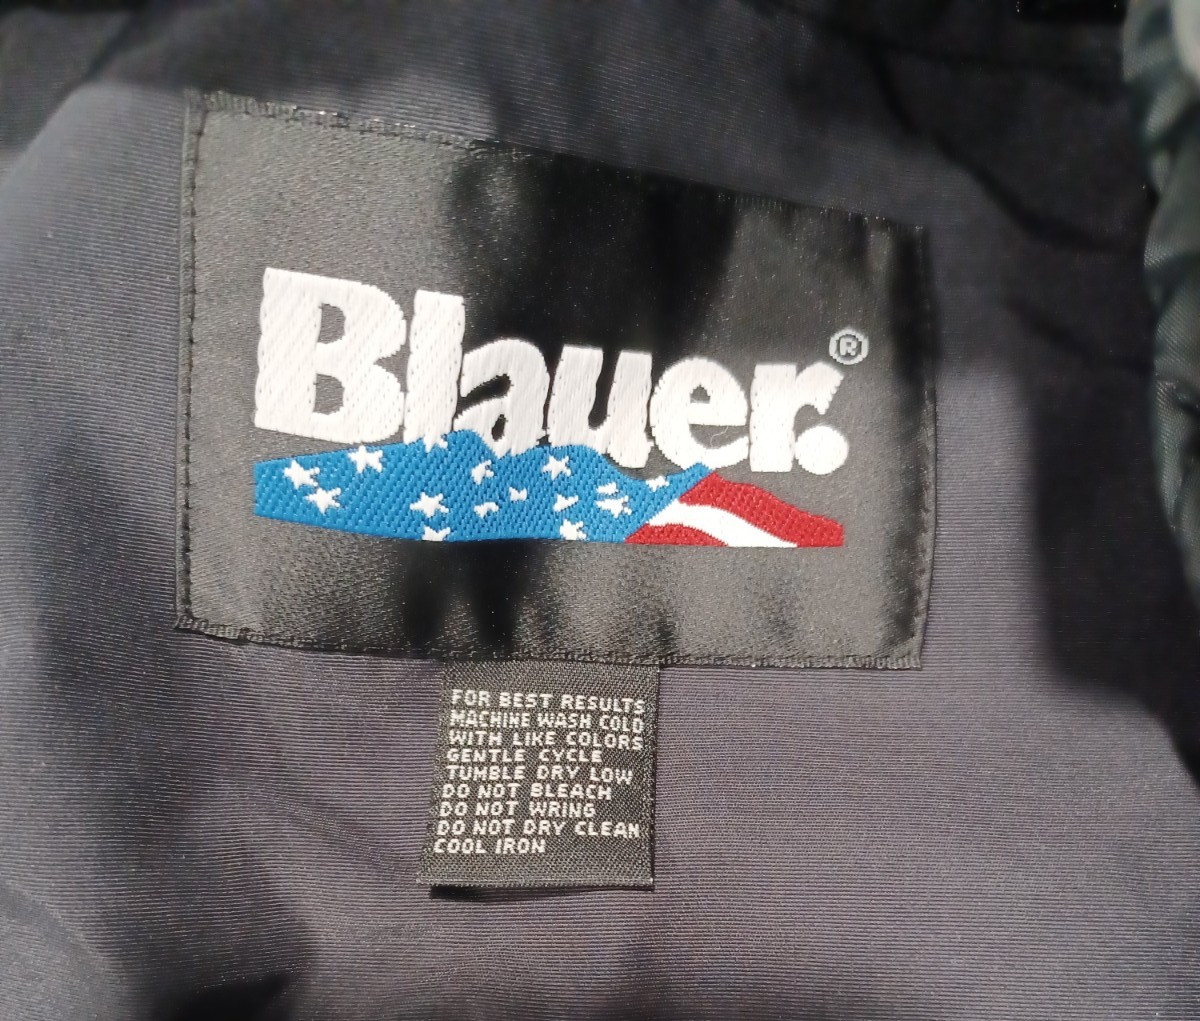 Blauer.®
FOR BEST RESULTS
MACHINE WASH COLD
WITH LIKE COLORS
GENTLE CYCLE
TUMBLE DRY LOW
DO NOT BLEACH
DO NOT WRING
DO NOT DRY CLEAN
COOL IRON